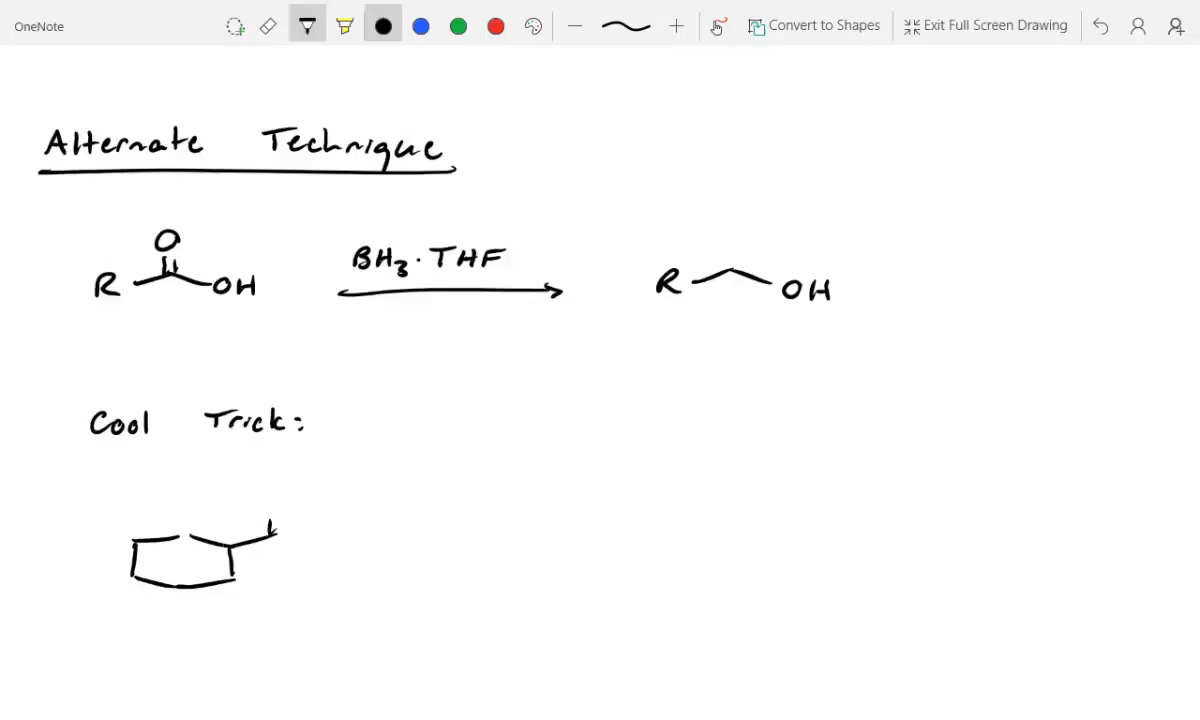 OneNote
Convert to Shapes
Exit Full Screen Drawing
Alternate Technique
O
R OH
BH₃·THF
R OH
Cool Trick: